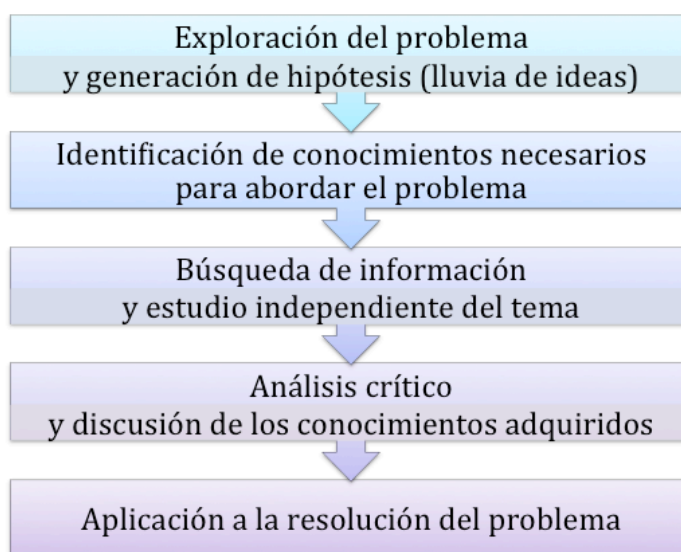 Exploración del problema
y generación de hipótesis (lluvia de ideas)
Identificación de conocimientos necesarios
para abordar el problema
Búsqueda de información
y estudio independiente del tema
Análisis crítico
y discusión de los conocimientos adquiridos
Aplicación a la resolución del problema